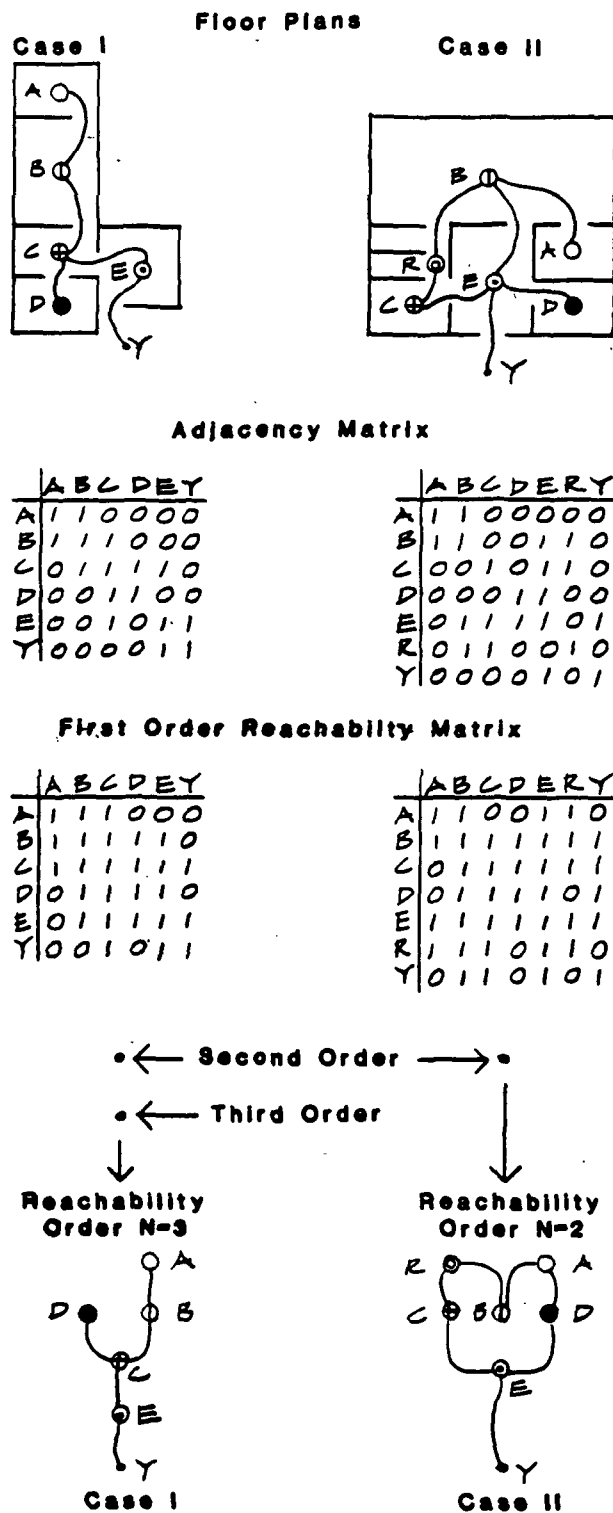 Floor Plans
Case I Case II
A
B
C
E
D
Y
B
A
R
E
C
D
Y
Adjacency Matrix
A B C D E Y
A 1 1 0 0 0 0
B 1 1 1 0 0 0
C 0 1 1 1 1 0
D 0 0 1 1 0 0
E 0 0 1 0 1 1
Y 0 0 0 0 1 1
A B C D E R Y
A 1 1 0 0 0 0 0
B 1 1 0 0 1 1 0
C 0 0 1 0 1 1 0
D 0 0 0 1 1 0 0
E 0 1 1 1 1 0 1
R 0 1 1 0 0 1 0
Y 0 0 0 0 1 0 1
First Order Reachabilty Matrix
A B C D E Y
A 1 1 1 0 0 0
B 1 1 1 1 1 0
C 1 1 1 1 1 1
D 0 1 1 1 1 0
E 0 1 1 1 1 1
Y 0 0 1 0 1 1
A B C D E R Y
A 1 1 0 0 1 1 0
B 1 1 1 1 1 1 1
C 0 1 1 1 1 1 1
D 0 1 1 1 1 0 1
E 1 1 1 1 1 1 1
R 1 1 1 0 1 1 0
Y 0 1 1 1 1 0 1
Second Order
Third Order
Reachability
Order N=3
Reachability
Order N=2
A
D B
C
E
Y
Case I
R A
C B D
E
Y
Case II